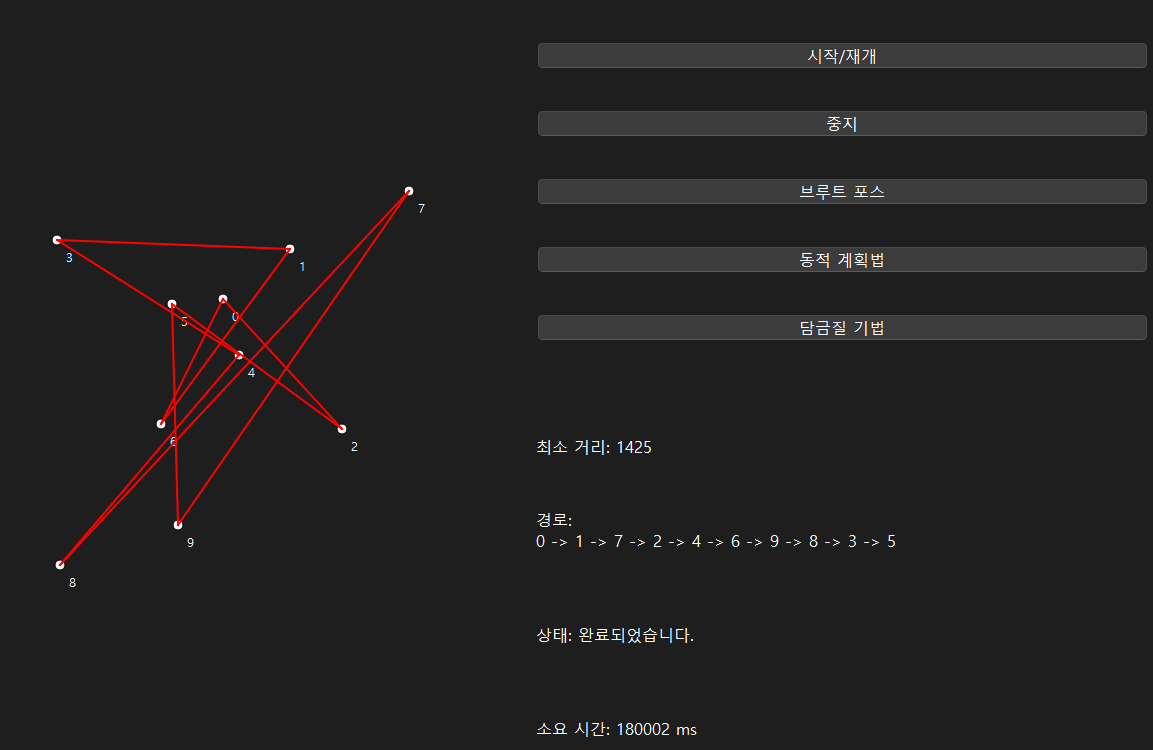 시작/재개
중지
브루트 포스
동적 계획법
담금질 기법
7
3
1
5
0
4
6
2
9
8
최소 거리: 1425
경로:
0 -> 1 -> 7 -> 2 -> 4 -> 6 -> 9 -> 8 -> 3 -> 5
상태: 완료되었습니다.
소요 시간: 180002 ms